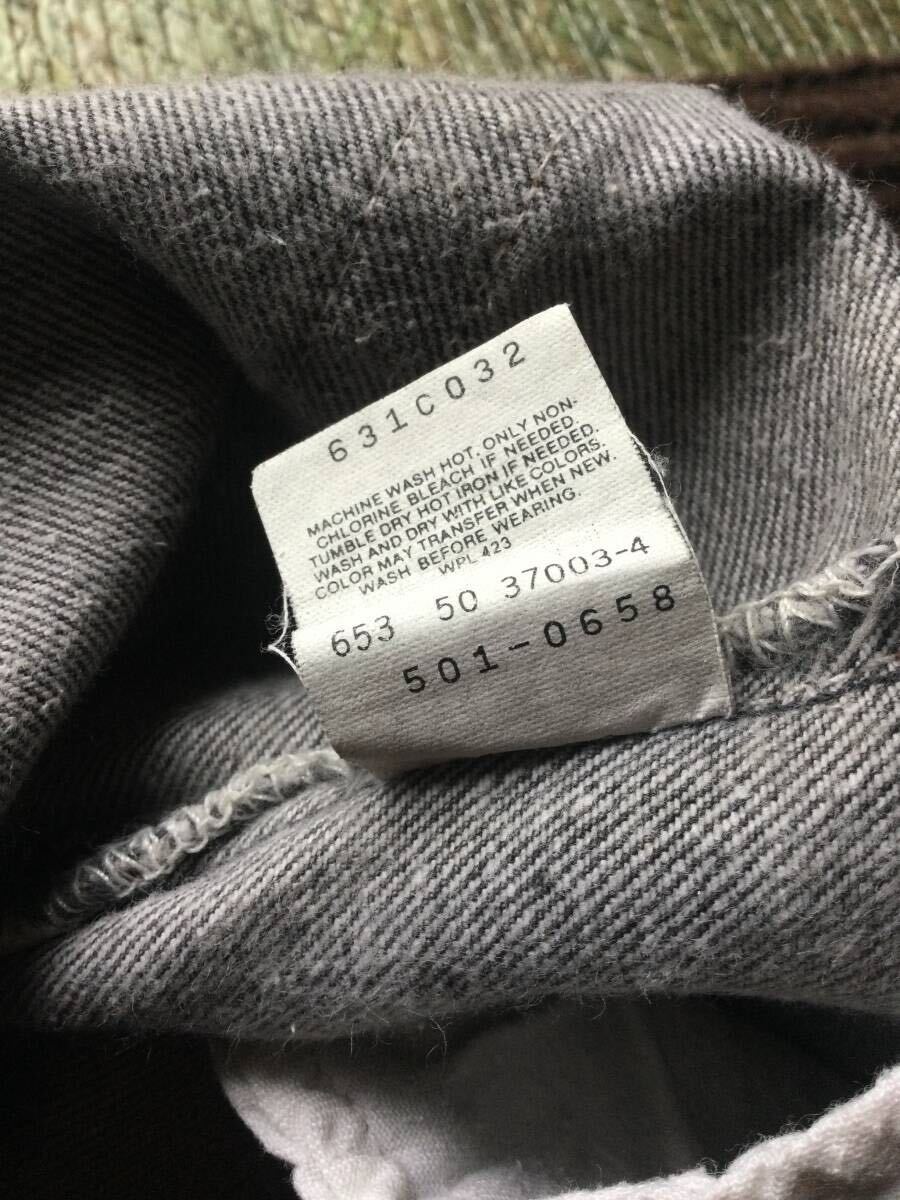 631C032
MACHINE WASH HOT. ONLY NON-
CHLORINE BLEACH IF NEEDED.
TUMBLE DRY HOT IRON IF NEEDED.
WASH AND DRY WITH LIKE COLORS.
COLOR MAY TRANSFER WHEN NEW.
WASH BEFORE WEARING.
WPL 423
653 50 37003-4
501-0658